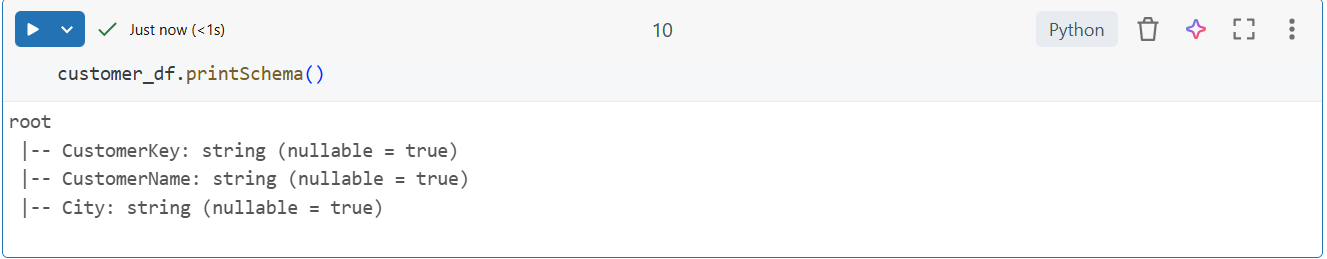 Just now (<1s)
10
Python
customer_df.printSchema()
root
 |-- CustomerKey: string (nullable = true)
 |-- CustomerName: string (nullable = true)
 |-- City: string (nullable = true)